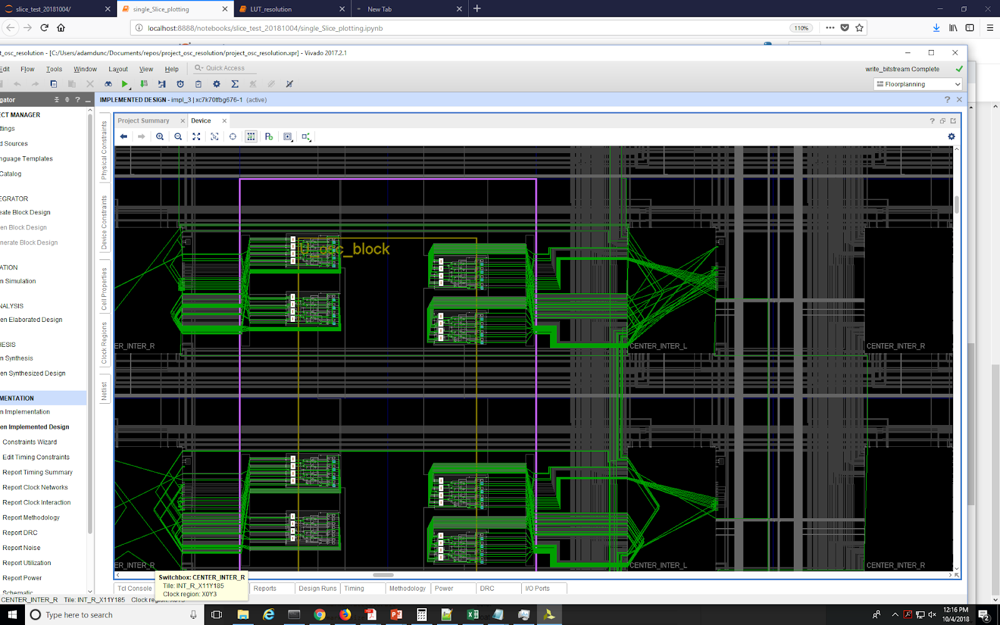 slice_test_20181004/
single_Slice_plotting
LUT_resolution
New Tab
localhost:8888/notebooks/slice_test_20181004/single_Slice_plotting.ipynb
110%
t_osc_resolution - [C:/Users/adamdunc/Documents/repos/project_osc_resolution/project_osc_resolution.xpr] - Vivado 2017.2.1
Edit Flow Tools Window Layout View Help
Quick Access
write_bitstream Complete
Floorplanning
gator
IMPLEMENTED DESIGN - impl_3 | xc7k70tfbg676-1 (active)
ECT MANAGER
ttings
d Sources
nguage Templates
Catalog
EGRATOR
eate Block Design
en Block Design
nerate Block Design
ATION
n Simulation
ANALYSIS
en Elaborated Design
HESIS
n Synthesis
en Synthesized Design
MENTATION
n Implementation
en Implemented Design
Constraints Wizard
Edit Timing Constraints
Report Timing Summary
Report Clock Networks
Report Clock Interaction
Report Methodology
Report DRC
Report Noise
Report Utilization
Report Power
Schematic
Physical Constraints
Device Constraints
Cell Properties
Clock Regions
Netlist
Project Summary
Device
U_osc_block
ER_INTER_R
CENTER_INTER_L
CENTER_INTER_R
ER_INTER_R
CENTER_INTER_L
CENTER_INTER_R
Switchbox: CENTER_INTER_R
Tile: INT_R_X11Y185
Clock region: X0Y3
Tcl Console
Reports
Design Runs
Timing
Methodology
Power
DRC
I/O Ports
CENTER_INTER_R Tile: INT_R_X11Y185 Clock region: X0Y3
Type here to search
12:16 PM
10/4/2018
2